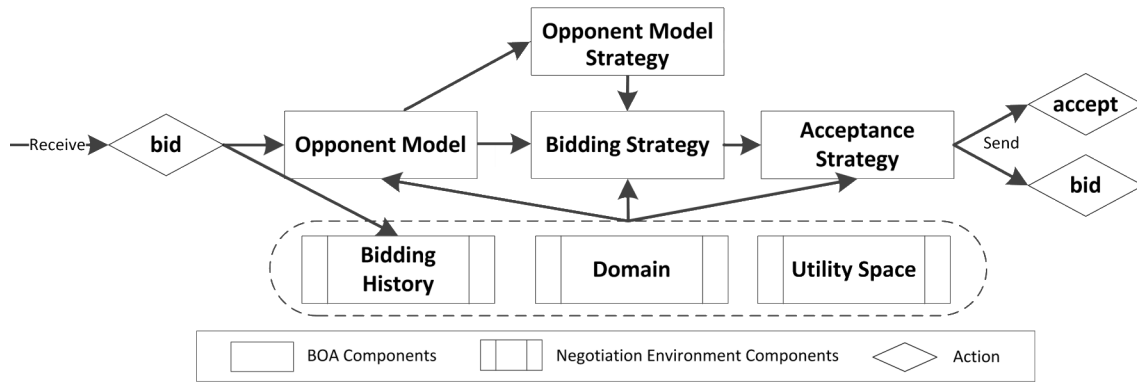 Opponent Model
Strategy
Receive
bid
Opponent Model
Bidding Strategy
Acceptance
Strategy
Send
accept
bid
Bidding
History
Domain
Utility Space
BOA Components
Negotiation Environment Components
Action